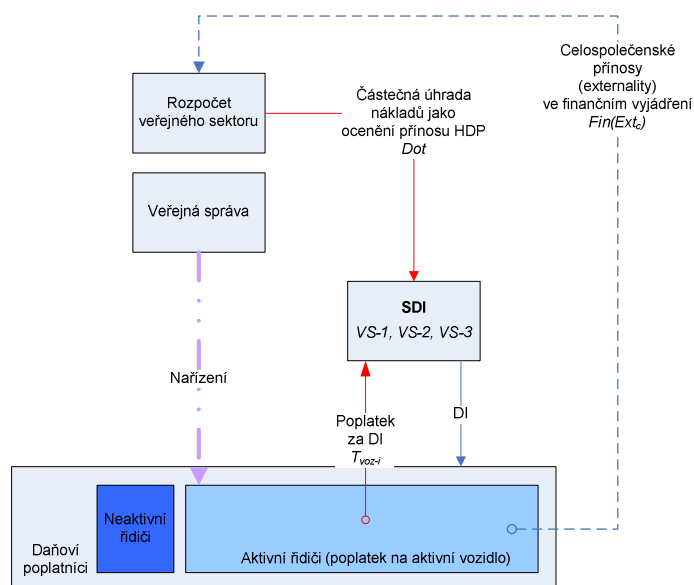 Celospolečenské
přínosy
(externality)
ve finančním vyjádření
Fin(Ext_c)
Rozpočet
veřejného sektoru
Částečná úhrada
nákladů jako
ocenění přínosu HDP
Dot
Veřejná správa
SDI
VS-1, VS-2, VS-3
Nařízení
Poplatek
za DI
T_voz-i
DI
Neaktivní
řidiči
Daňoví
poplatníci
Aktivní řidiči (poplatek na aktivní vozidlo)